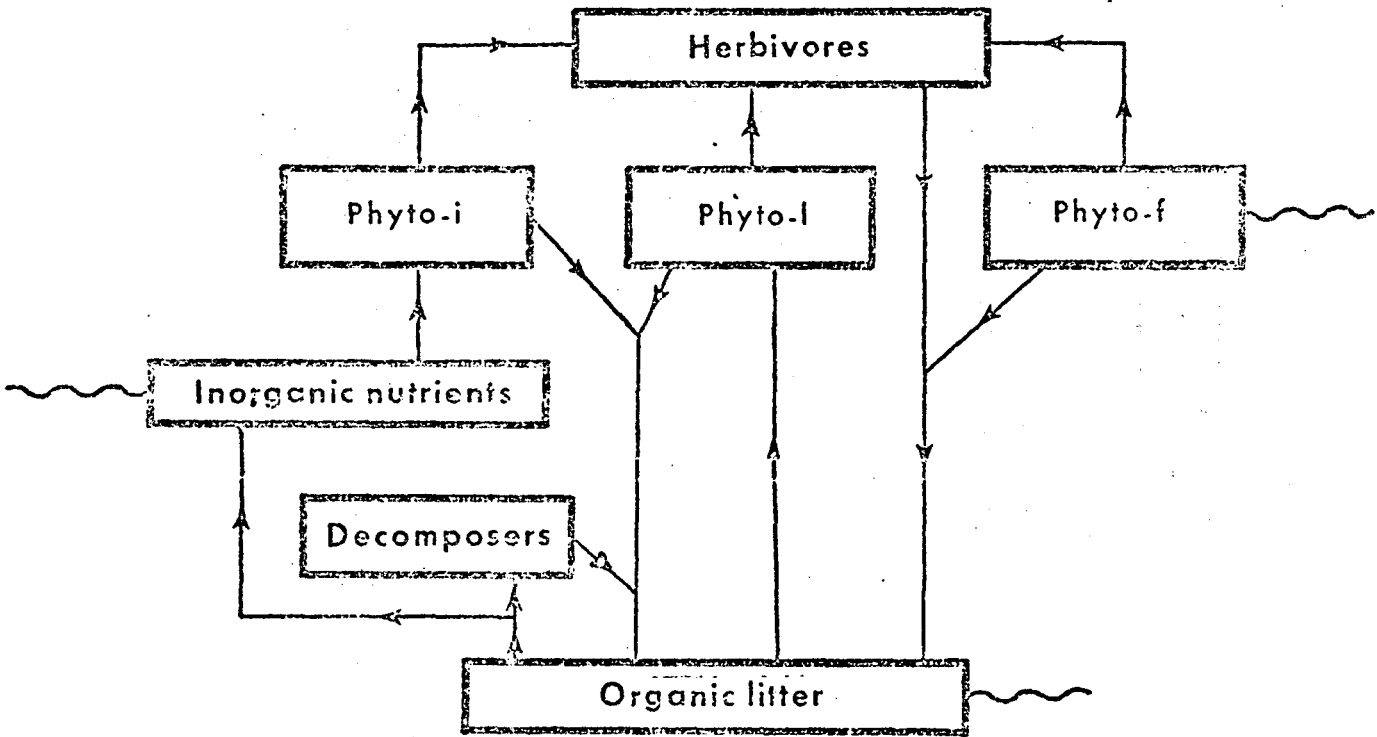 Herbivores
Phyto-i
Phyto-l
Phyto-f
Inorganic nutrients
Decomposers
Organic litter